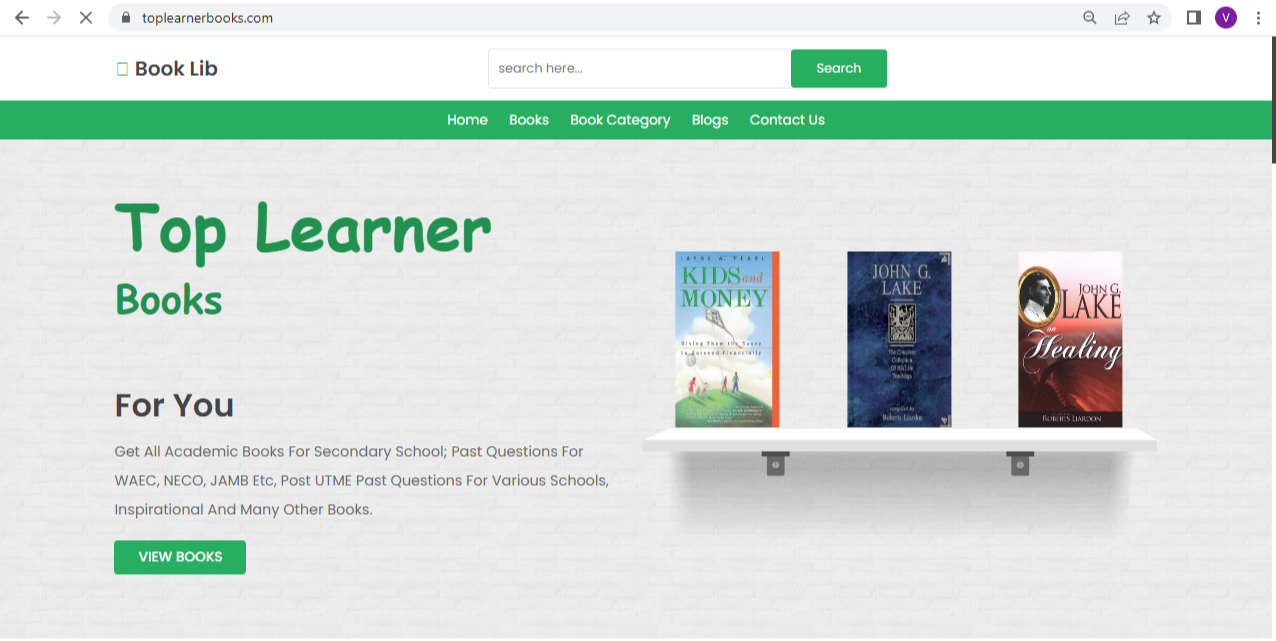 toplearnerbooks.com
V
Book Lib
search here...
Search
Home Books Book Category Blogs Contact Us
Top Learner
Books
For You
Get All Academic Books For Secondary School; Past Questions For
WAEC, NECO, JAMB Etc, Post UTME Past Questions For Various Schools,
Inspirational And Many Other Books.
VIEW BOOKS
JAYNE A. PEARL
KIDS and
MONEY
Giving Them the Savvy
to Succeed Financially
JOHN G.
LAKE
The Complete
Collection
Of His Life
Teachings
compiled by
Roberts Liardon
JOHN G.
LAKE
on
Healing
ROBERTS LIARDON